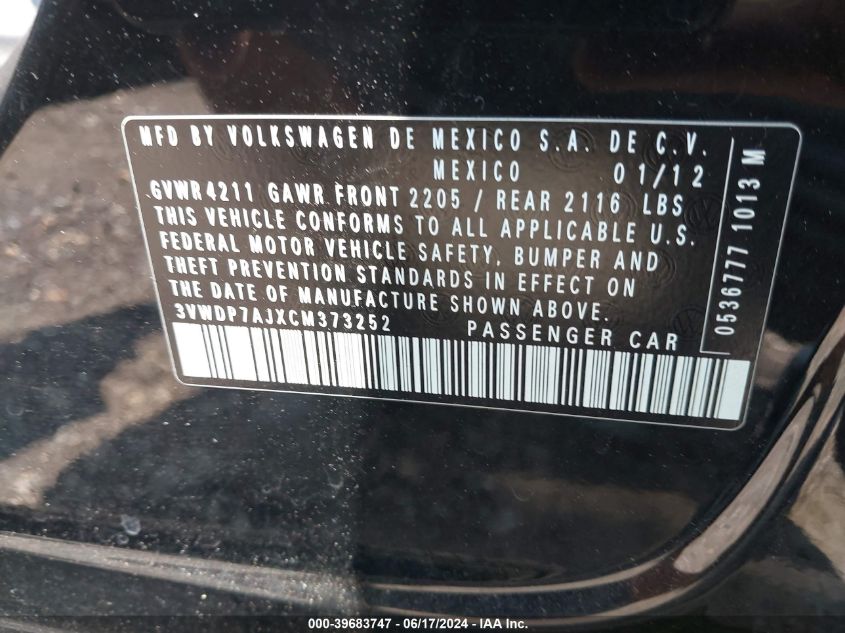 MFD BY VOLKSWAGEN DE MEXICO S.A. DE C.V.
MEXICO 01/12
GVWR 4211 GAWR FRONT 2205 / REAR 2116 LBS
THIS VEHICLE CONFORMS TO ALL APPLICABLE U.S.
FEDERAL MOTOR VEHICLE SAFETY, BUMPER AND
THEFT PREVENTION STANDARDS IN EFFECT ON
THE DATE OF MANUFACTURE SHOWN ABOVE.
3VWDP7AJXCM373252 PASSENGER CAR
0536777 1013 M
000-39683747 - 06/17/2024 - IAA Inc.